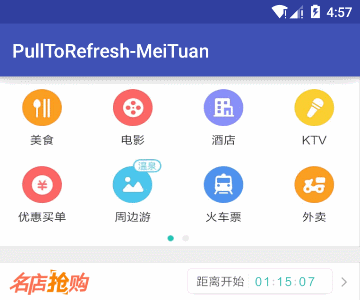 4:57
PullToRefresh-MeiTuan
美食 电影 酒店 KTV
温泉
优惠买单 周边游 火车票 外卖
名店抢购 距离开始 01:15:07